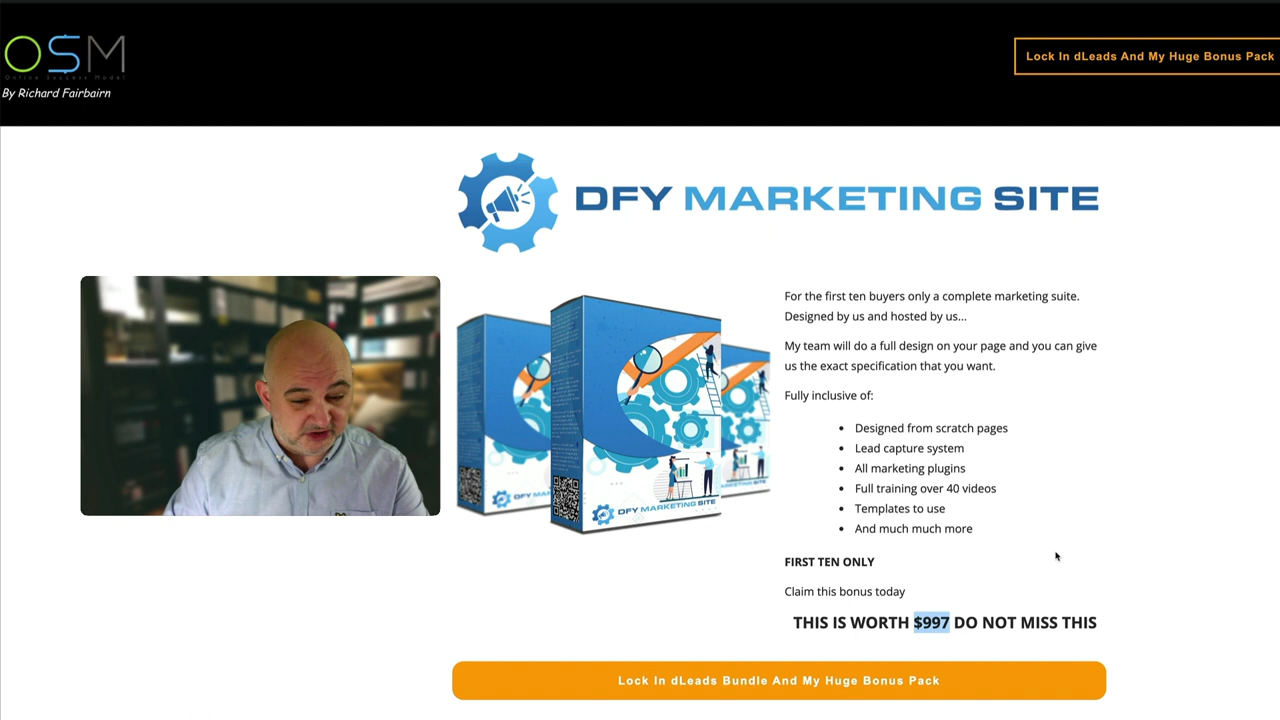 OSM
Online Success Model
By Richard Fairbairn
Lock In dLeads And My Huge Bonus Pack
DFY MARKETING SITE
For the first ten buyers only a complete marketing suite.
Designed by us and hosted by us...
My team will do a full design on your page and you can give
us the exact specification that you want.
Fully inclusive of:
• Designed from scratch pages
• Lead capture system
• All marketing plugins
• Full training over 40 videos
• Templates to use
• And much much more
DFY MARKETING SITE
FIRST TEN ONLY
Claim this bonus today
THIS IS WORTH $997 DO NOT MISS THIS
Lock In dLeads Bundle And My Huge Bonus Pack